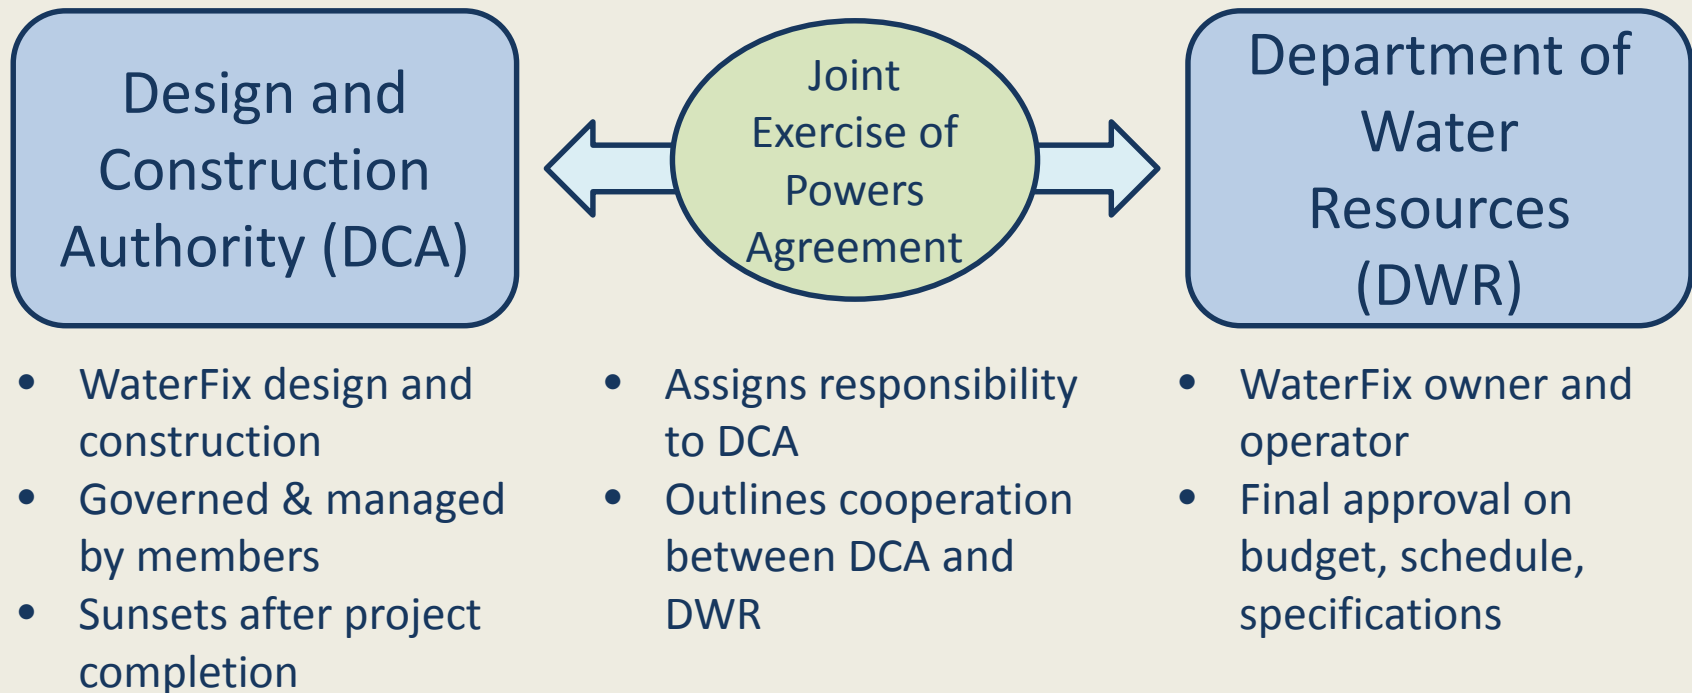 Design and
Construction
Authority (DCA)
Joint
Exercise of
Powers
Agreement
Department of
Water
Resources
(DWR)
• WaterFix design and
construction
• Governed & managed
by members
• Sunsets after project
completion
• Assigns responsibility
to DCA
• Outlines cooperation
between DCA and
DWR
• WaterFix owner and
operator
• Final approval on
budget, schedule,
specifications